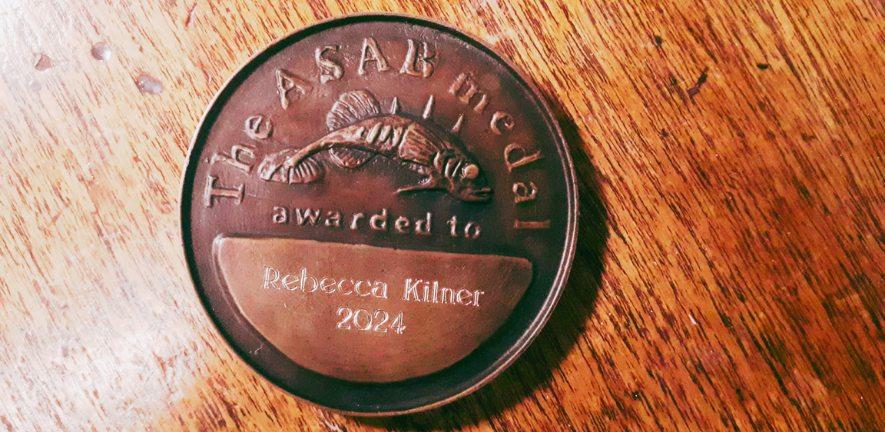 The ASAB medal
awarded to
Rebecca Kilner
2024